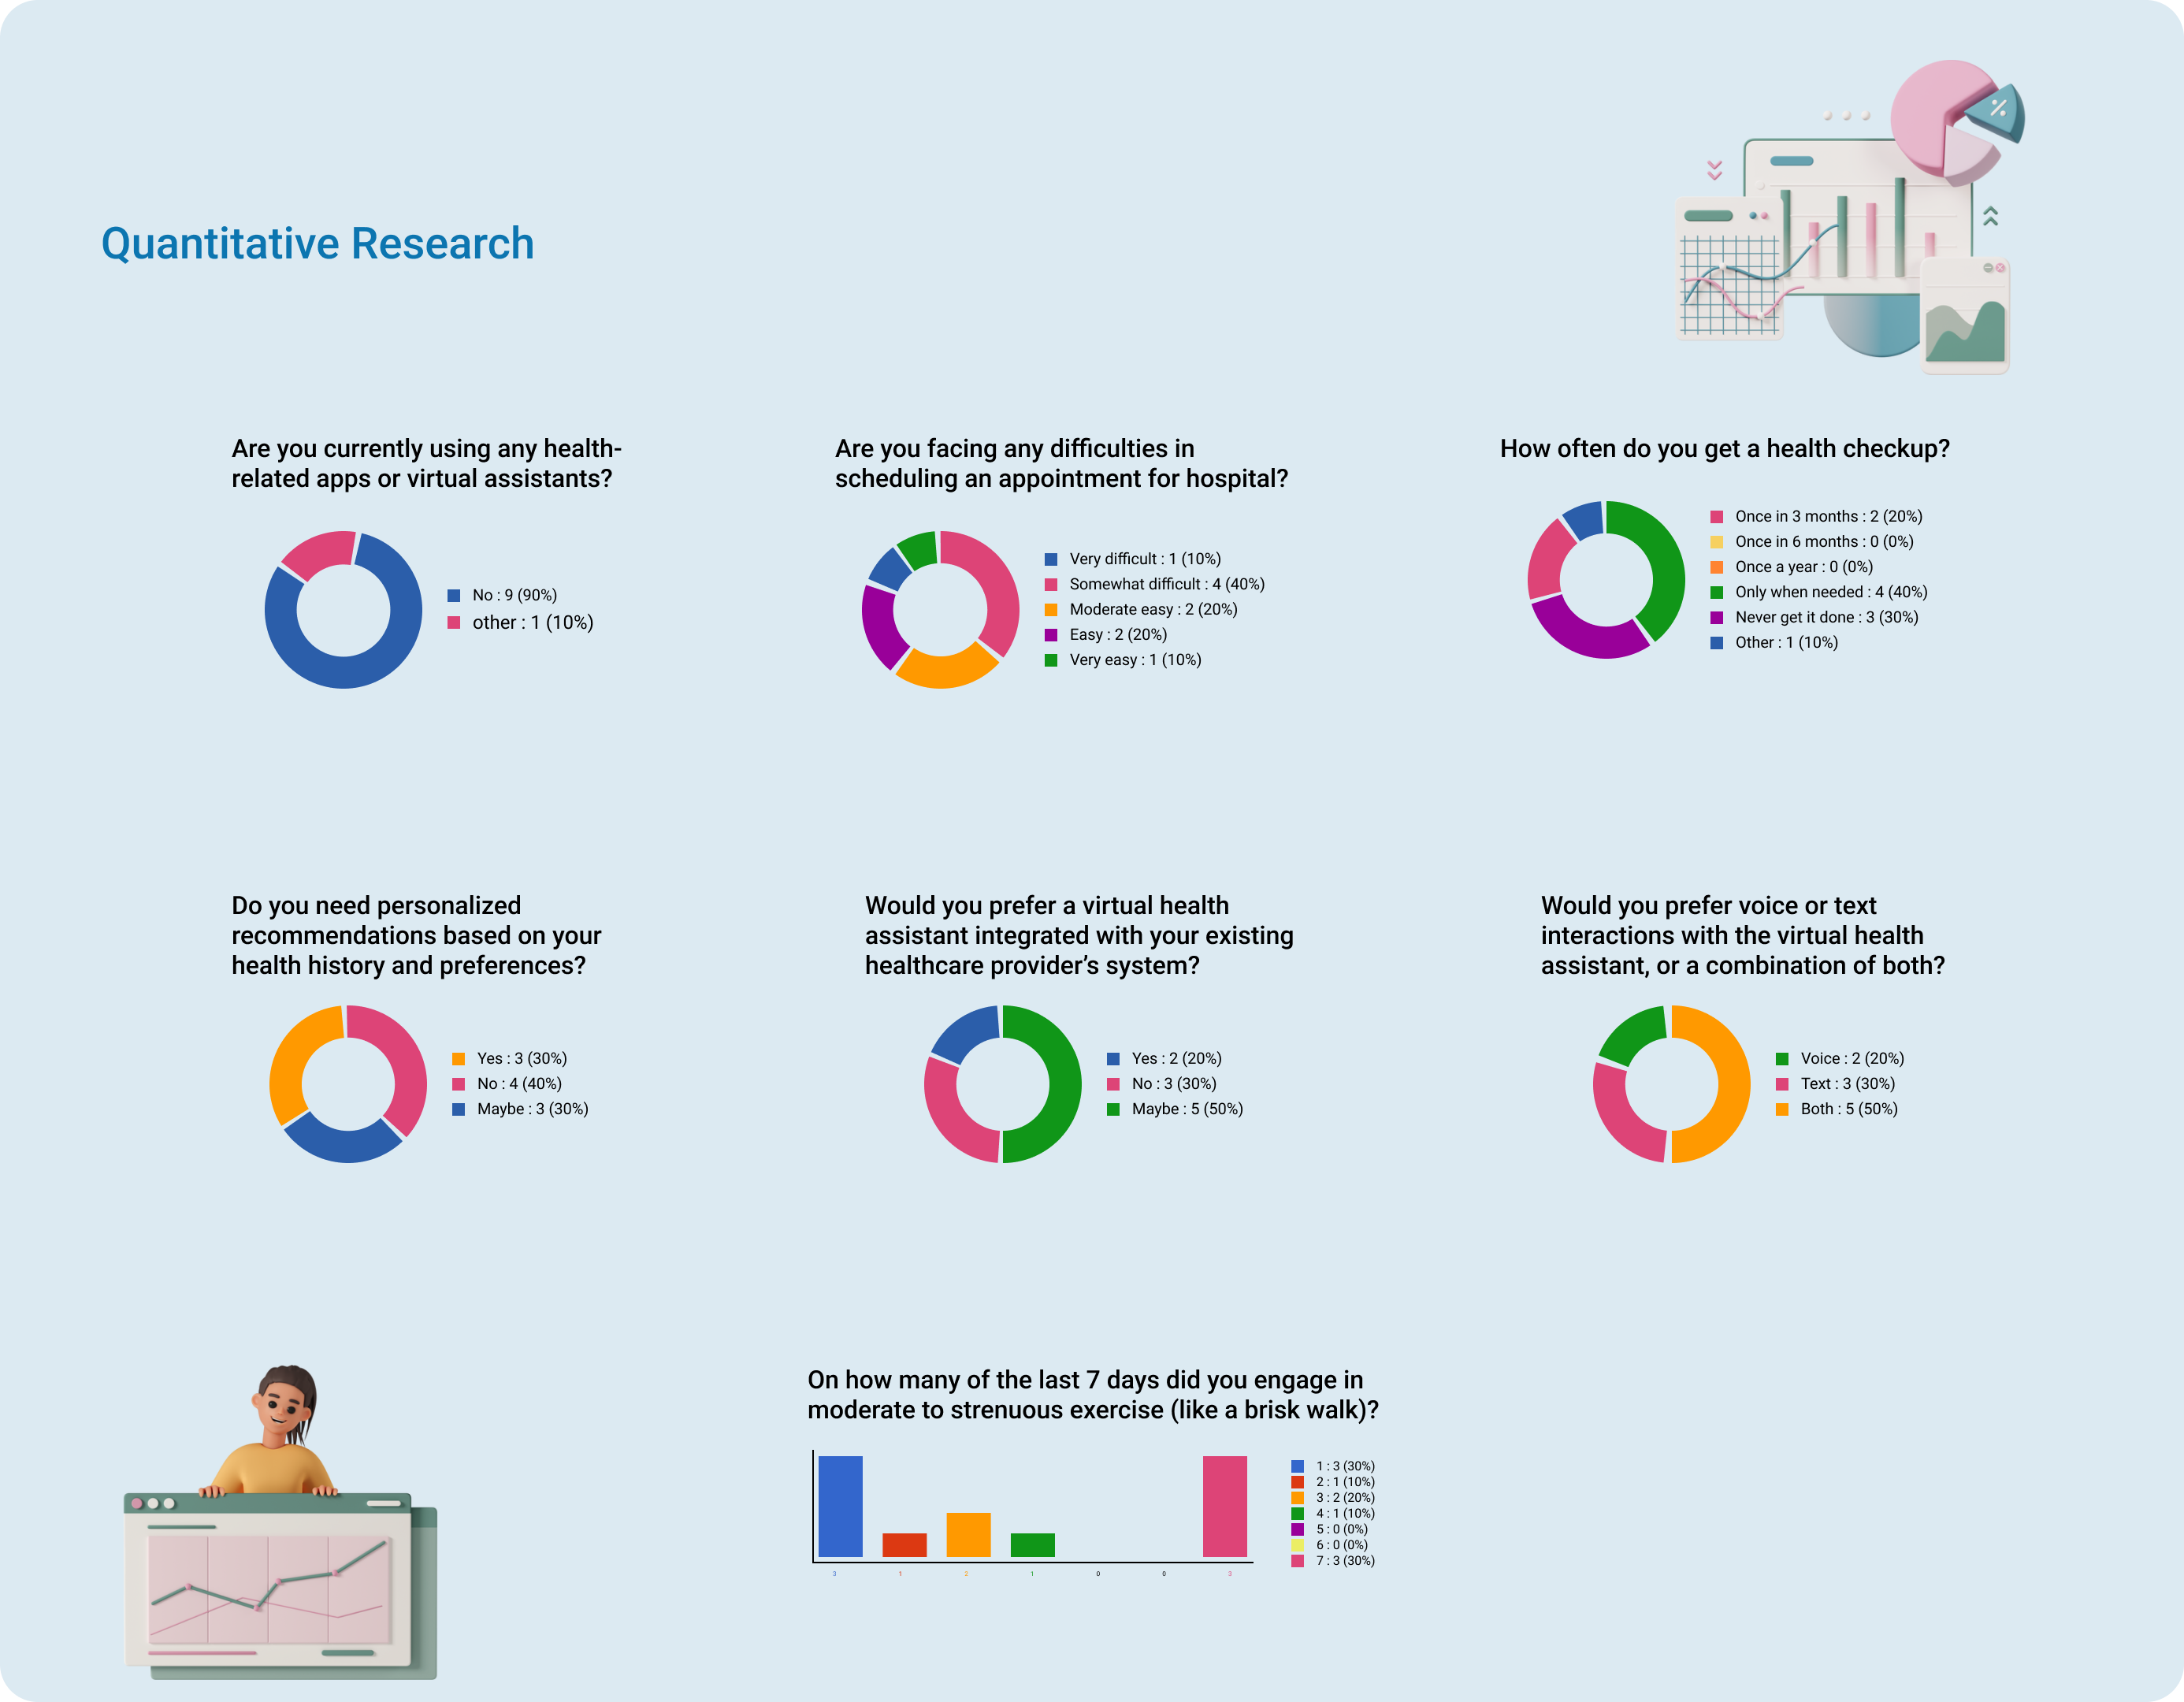 %
Quantitative Research
Are you currently using any health-
related apps or virtual assistants?
No : 9 (90%)
other : 1 (10%)
Are you facing any difficulties in
scheduling an appointment for hospital?
Very difficult : 1 (10%)
Somewhat difficult : 4 (40%)
Moderate easy : 2 (20%)
Easy : 2 (20%)
Very easy : 1 (10%)
How often do you get a health checkup?
Once in 3 months : 2 (20%)
Once in 6 months : 0 (0%)
Once a year : 0 (0%)
Only when needed : 4 (40%)
Never get it done : 3 (30%)
Other : 1 (10%)
Do you need personalized
recommendations based on your
health history and preferences?
Yes : 3 (30%)
No : 4 (40%)
Maybe : 3 (30%)
Would you prefer a virtual health
assistant integrated with your existing
healthcare provider’s system?
Yes : 2 (20%)
No : 3 (30%)
Maybe : 5 (50%)
Would you prefer voice or text
interactions with the virtual health
assistant, or a combination of both?
Voice : 2 (20%)
Text : 3 (30%)
Both : 5 (50%)
On how many of the last 7 days did you engage in
moderate to strenuous exercise (like a brisk walk)?
1 : 3 (30%)
2 : 1 (10%)
3 : 2 (20%)
4 : 1 (10%)
5 : 0 (0%)
6 : 0 (0%)
7 : 3 (30%)
3 1 2 1 0 0 3